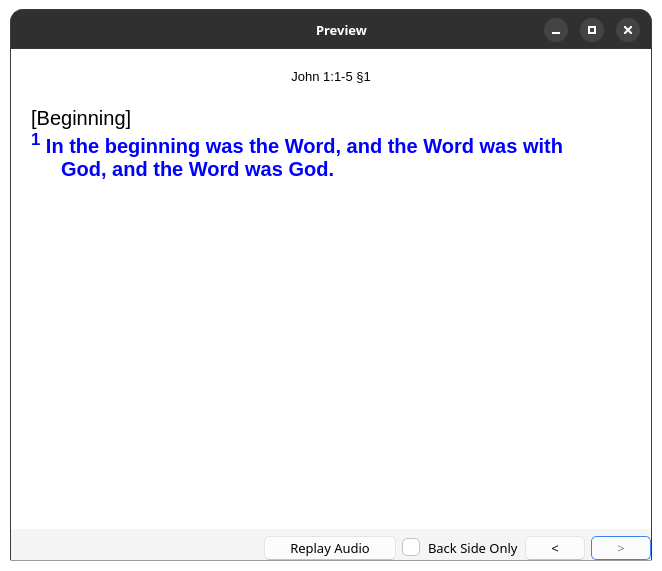 Preview
John 1:1-5 §1
[Beginning]
1 In the beginning was the Word, and the Word was with
God, and the Word was God.
Replay Audio Back Side Only < >